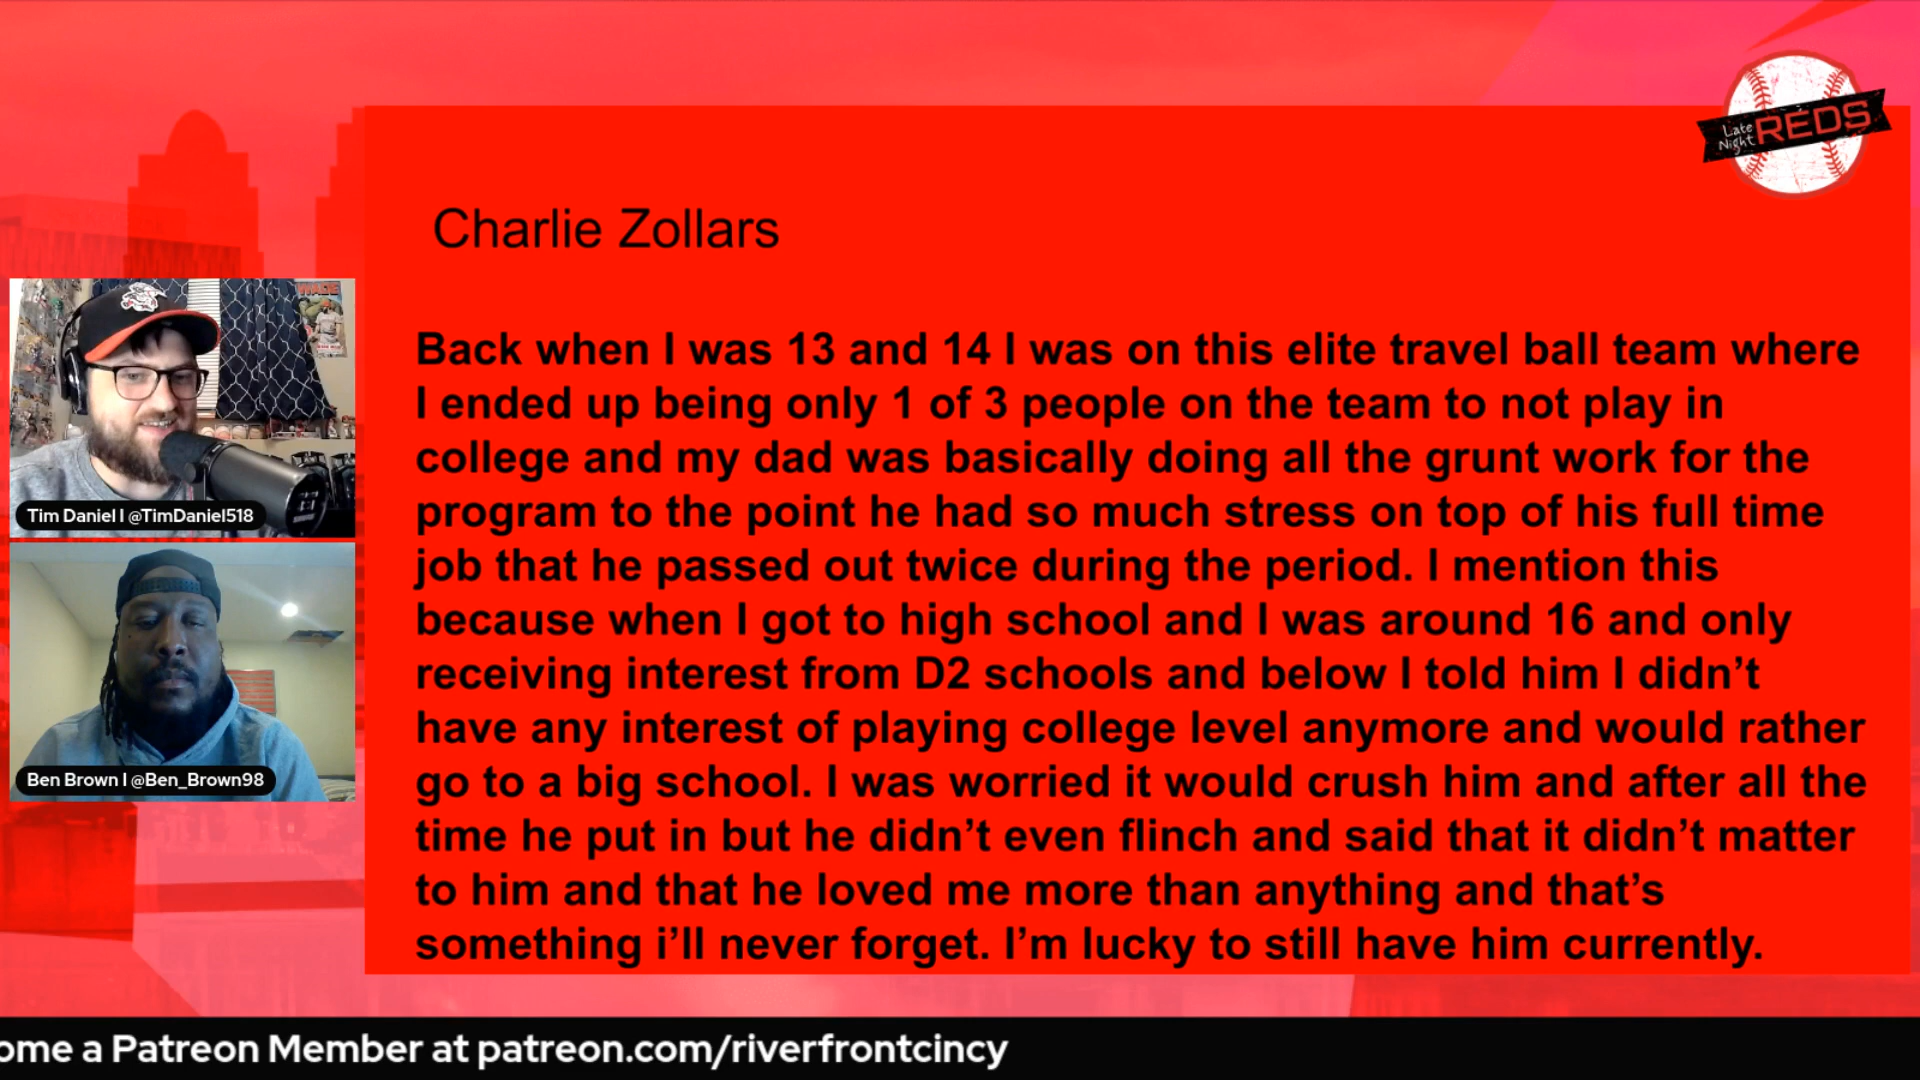 Late
Night
REDS
Charlie Zollars
WADE
Tim Daniel I @TimDaniel518
Ben Brown I @Ben_Brown98
Back when I was 13 and 14 I was on this elite travel ball team where
I ended up being only 1 of 3 people on the team to not play in
college and my dad was basically doing all the grunt work for the
program to the point he had so much stress on top of his full time
job that he passed out twice during the period. I mention this
because when I got to high school and I was around 16 and only
receiving interest from D2 schools and below I told him I didn’t
have any interest of playing college level anymore and would rather
go to a big school. I was worried it would crush him and after all the
time he put in but he didn’t even flinch and said that it didn’t matter
to him and that he loved me more than anything and that’s
something i’ll never forget. I’m lucky to still have him currently.
ome a Patreon Member at patreon.com/riverfrontcincy